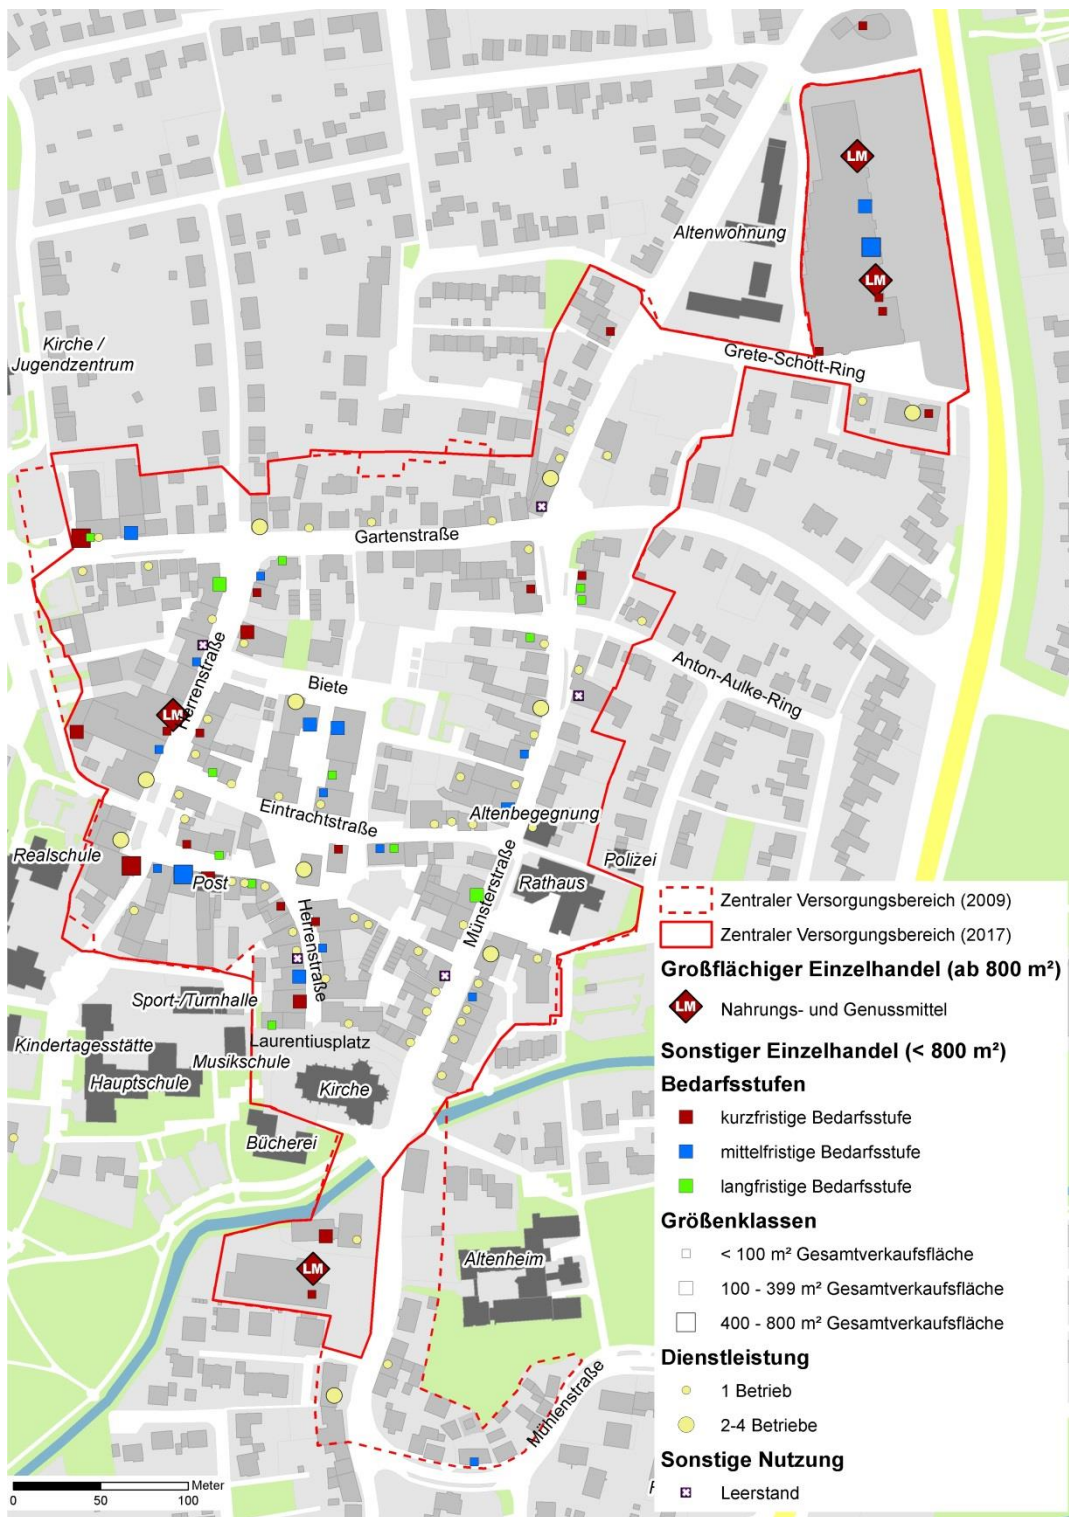 LM
Altenwohnung
LM
Kirche /
Jugendzentrum
Grete-Schött-Ring
Gartenstraße
Herrenstraße
Biete
Anton-Aulke-Ring
LM
Eintrachtstraße
Altenbegegnung
Realschule
Post
Münsterstraße
Rathaus
Polizei
Herrenstraße
Sport-/Turnhalle
Kindertagesstätte
Musikschule
Laurentiusplatz
Hauptschule
Kirche
Bücherei
Altenheim
LM
Mühlenstraße
Meter
0 50 100
Zentraler Versorgungsbereich (2009)
Zentraler Versorgungsbereich (2017)
Großflächiger Einzelhandel (ab 800 m²)
LM Nahrungs- und Genussmittel
Sonstiger Einzelhandel (< 800 m²)
Bedarfsstufen
kurzfristige Bedarfsstufe
mittelfristige Bedarfsstufe
langfristige Bedarfsstufe
Größenklassen
< 100 m² Gesamtverkaufsfläche
100 - 399 m² Gesamtverkaufsfläche
400 - 800 m² Gesamtverkaufsfläche
Dienstleistung
1 Betrieb
2-4 Betriebe
Sonstige Nutzung
Leerstand